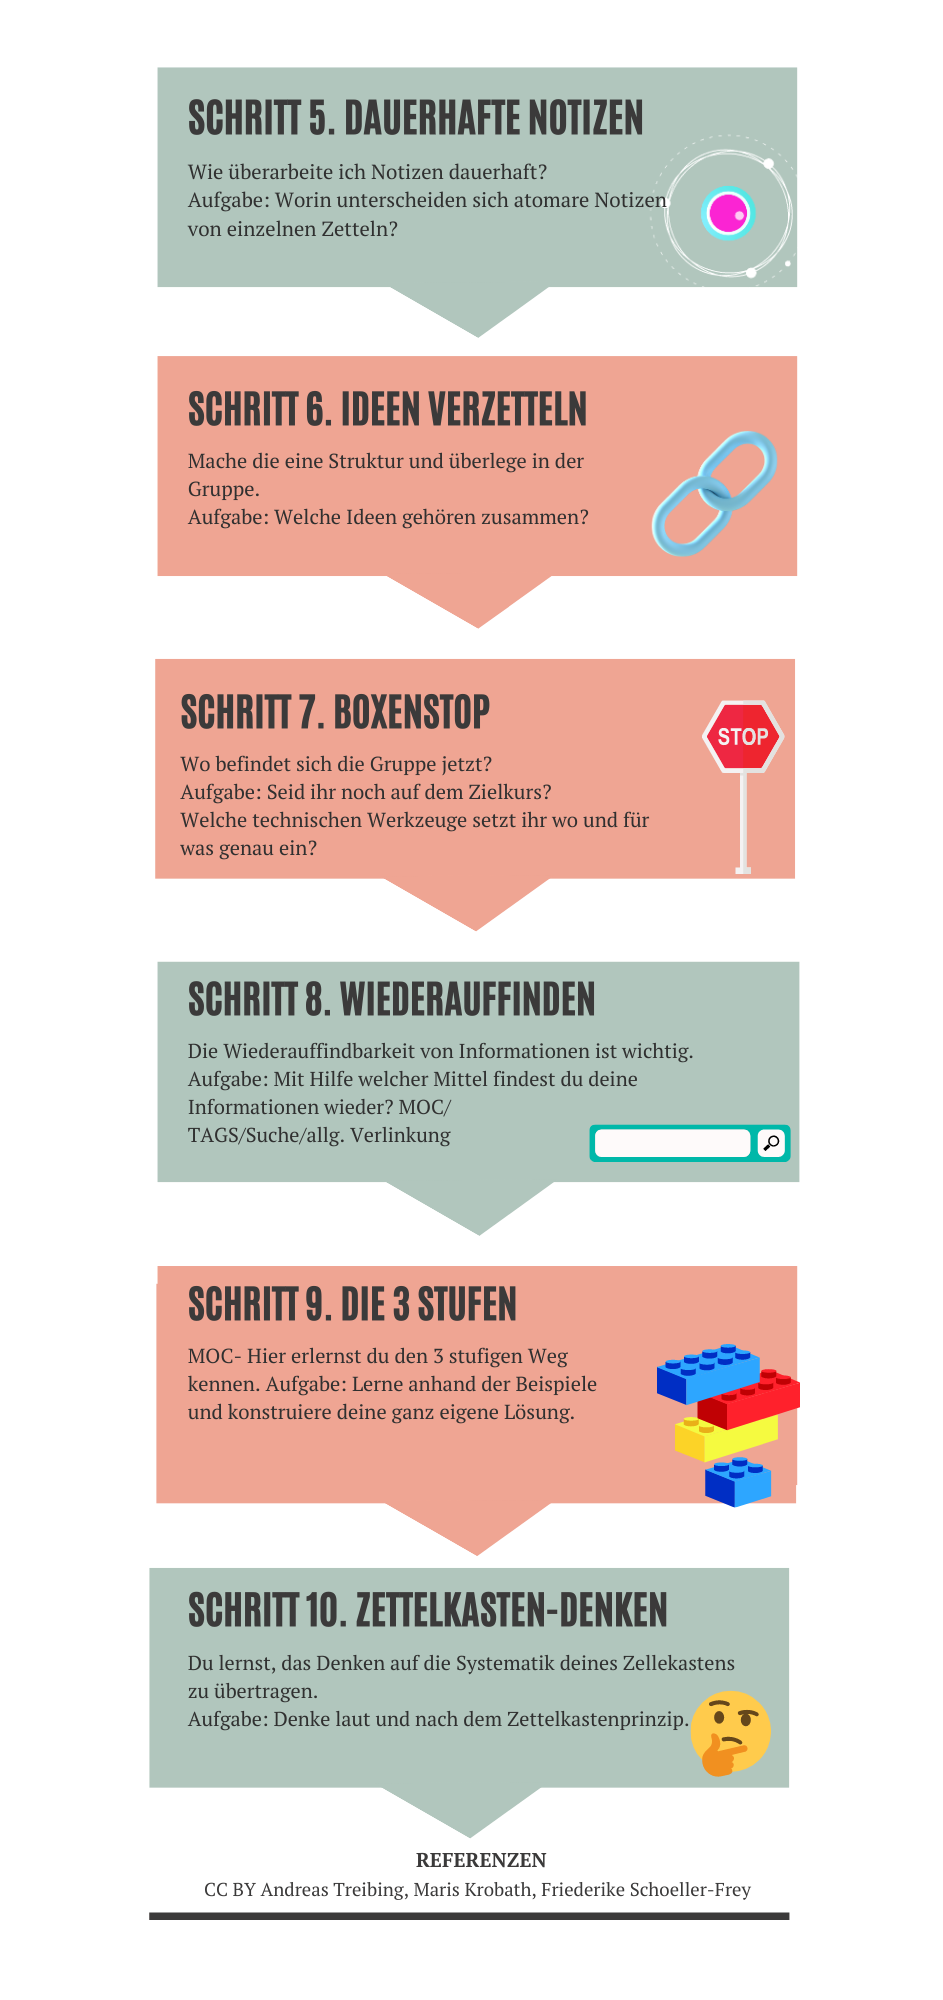 SCHRITT 5. DAUERHAFTE NOTIZEN
Wie überarbeite ich Notizen dauerhaft?
Aufgabe: Worin unterscheiden sich atomare Notizen
von einzelnen Zetteln?
SCHRITT 6. IDEEN VERZETTELN
Mache die eine Struktur und überlege in der
Gruppe.
Aufgabe: Welche Ideen gehören zusammen?
SCHRITT 7. BOXENSTOP
STOP
Wo befindet sich die Gruppe jetzt?
Aufgabe: Seid ihr noch auf dem Zielkurs?
Welche technischen Werkzeuge setzt ihr wo und für
was genau ein?
SCHRITT 8. WIEDERAUFFINDEN
Die Wiederauffindbarkeit von Informationen ist wichtig.
Aufgabe: Mit Hilfe welcher Mittel findest du deine
Informationen wieder? MOC/
TAGS/Suche/allg. Verlinkung
SCHRITT 9. DIE 3 STUFEN
MOC- Hier erlernst du den 3 stufigen Weg
kennen. Aufgabe: Lerne anhand der Beispiele
und konstruiere deine ganz eigene Lösung.
SCHRITT 10. ZETTELKASTEN-DENKEN
Du lernst, das Denken auf die Systematik deines Zellekastens
zu übertragen.
Aufgabe: Denke laut und nach dem Zettelkastenprinzip.
REFERENZEN
CC BY Andreas Treibing, Maris Krobath, Friederike Schoeller-Frey